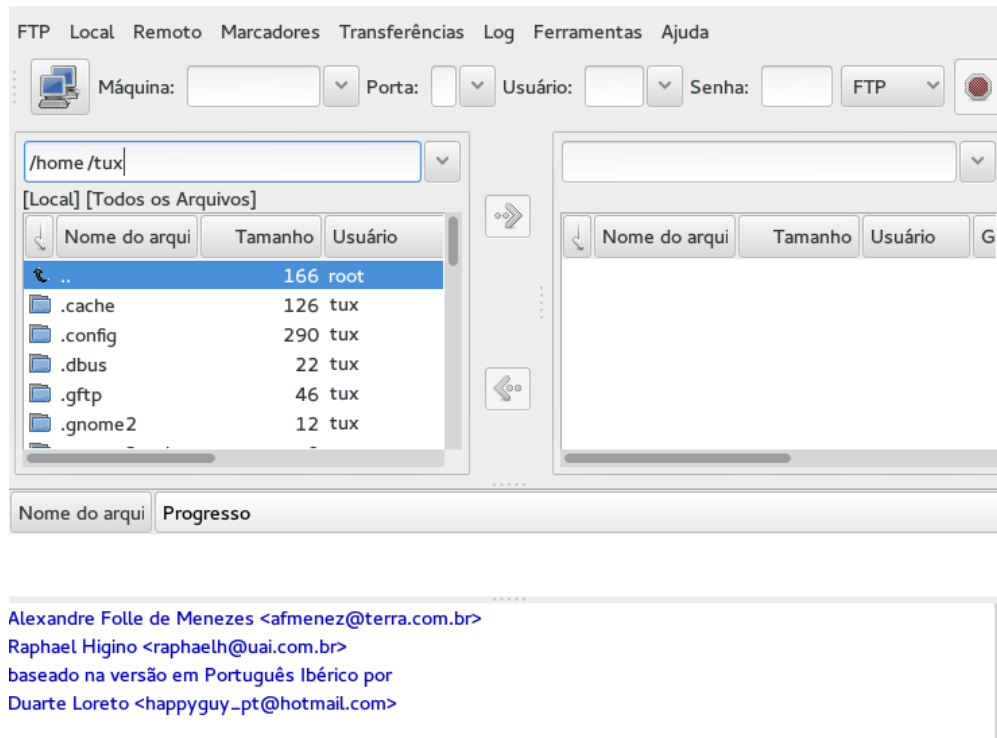 FTP Local Remoto Marcadores Transferências Log Ferramentas Ajuda
Máquina: Porta: Usuário: Senha: FTP
/home/tux
[Local] [Todos os Arquivos]
Nome do arqui Tamanho Usuário
.. 166 root
.cache 126 tux
.config 290 tux
.dbus 22 tux
.gftp 46 tux
.gnome2 12 tux
Nome do arqui Tamanho Usuário G
Nome do arqui Progresso
Alexandre Folle de Menezes <afmenez@terra.com.br>
Raphael Higino <raphaelh@uai.com.br>
baseado na versão em Português Ibérico por
Duarte Loreto <happyguy_pt@hotmail.com>